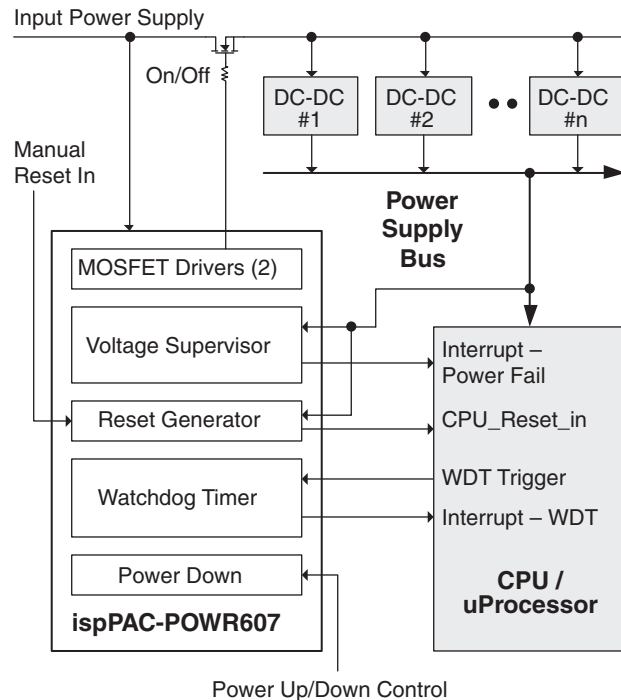 Input Power Supply
On/Off
DC-DC
#1
DC-DC
#2
DC-DC
#n
Manual
Reset In
Power
Supply
Bus
MOSFET Drivers (2)
Voltage Supervisor
Interrupt –
Power Fail
Reset Generator
CPU_Reset_in
Watchdog Timer
WDT Trigger
Interrupt – WDT
Power Down
CPU /
uProcessor
ispPAC-POWR607
Power Up/Down Control